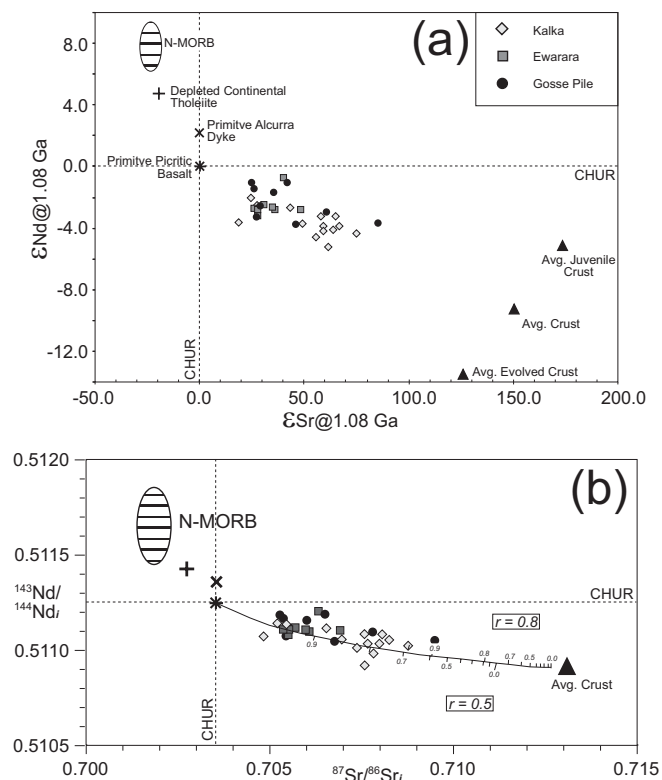 (a)
Kalka
Ewarara
Gosse Pile
8.0
4.0
0.0
-4.0
-8.0
-12.0
εNd@1.08 Ga
N-MORB
Depleted Continental
Tholeiite
Primitve Alcurra
Dyke
Primitve Picritic
Basalt
CHUR
CHUR
Avg. Juvenile
Crust
Avg. Crust
Avg. Evolved Crust
-50.0
0.0
50.0
100.0
150.0
200.0
εSr@1.08 Ga
(b)
0.5120
0.5115
0.5110
0.5105
¹⁴³Nd/
¹⁴⁴Ndi
N-MORB
CHUR
CHUR
r = 0.8
0.9
0.9
0.7
0.5
0.8
0.0
0.7
0.5
0.0
r = 0.5
Avg. Crust
0.700
0.705
0.710
0.715
⁸⁷Sr/⁸⁶Sri